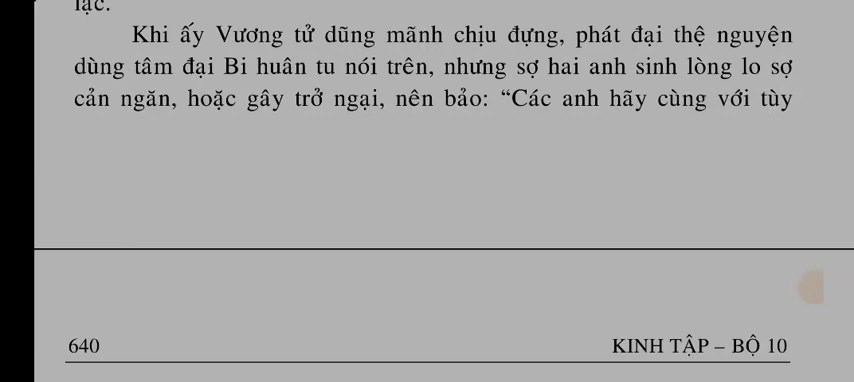 lạc.
Khi ấy Vương tử dũng mãnh chịu đựng, phát đại thệ nguyện
dùng tâm đại Bi huân tu nói trên, nhưng sợ hai anh sinh lòng lo sợ
cản ngăn, hoặc gây trở ngại, nên bảo: “Các anh hãy cùng với tùy
640
KINH TẬP – BỘ 10